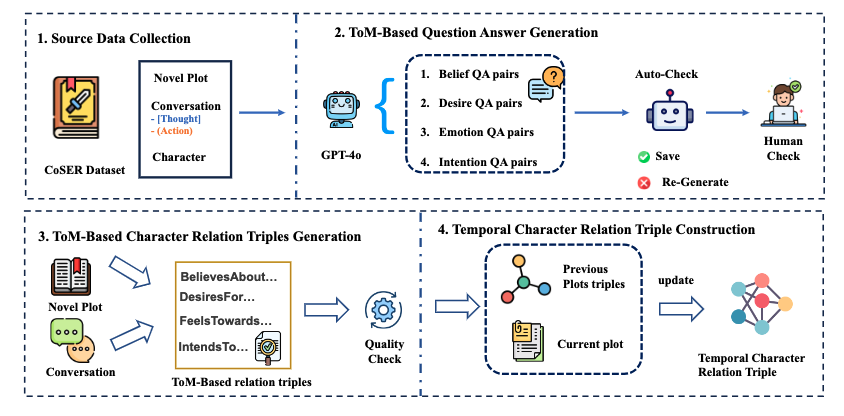 1. Source Data Collection
CoSER Dataset
Novel Plot
Conversation
- [Thought]
- (Action)
Character
2. ToM-Based Question Answer Generation
GPT-4o
AI
1. Belief QA pairs
2. Desire QA pairs
3. Emotion QA pairs
4. Intention QA pairs
?
Auto-Check
Save
Re-Generate
Human
Check
3. ToM-Based Character Relation Triples Generation
Novel Plot
Conversation
BelievesAbout...
DesiresFor...
FeelsTowards...
IntendsTo...
ToM-Based relation triples
Quality
Check
4. Temporal Character Relation Triple Construction
Previous
Plots triples
Current plot
update
Temporal Character
Relation Triple